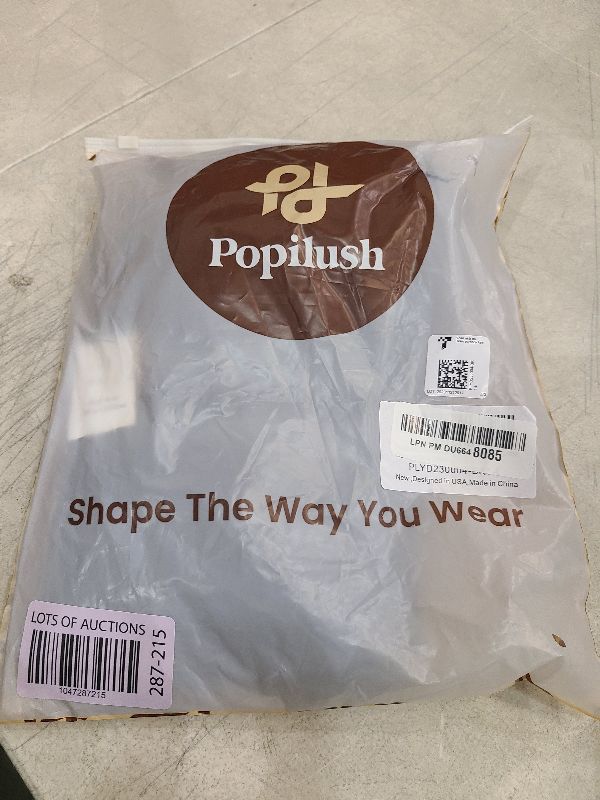 Popilush
LPN PM DU664 8085
New ,Designed in USA,Made in China
Shape The Way You Wear
LOTS OF AUCTIONS
1047287215
287-215